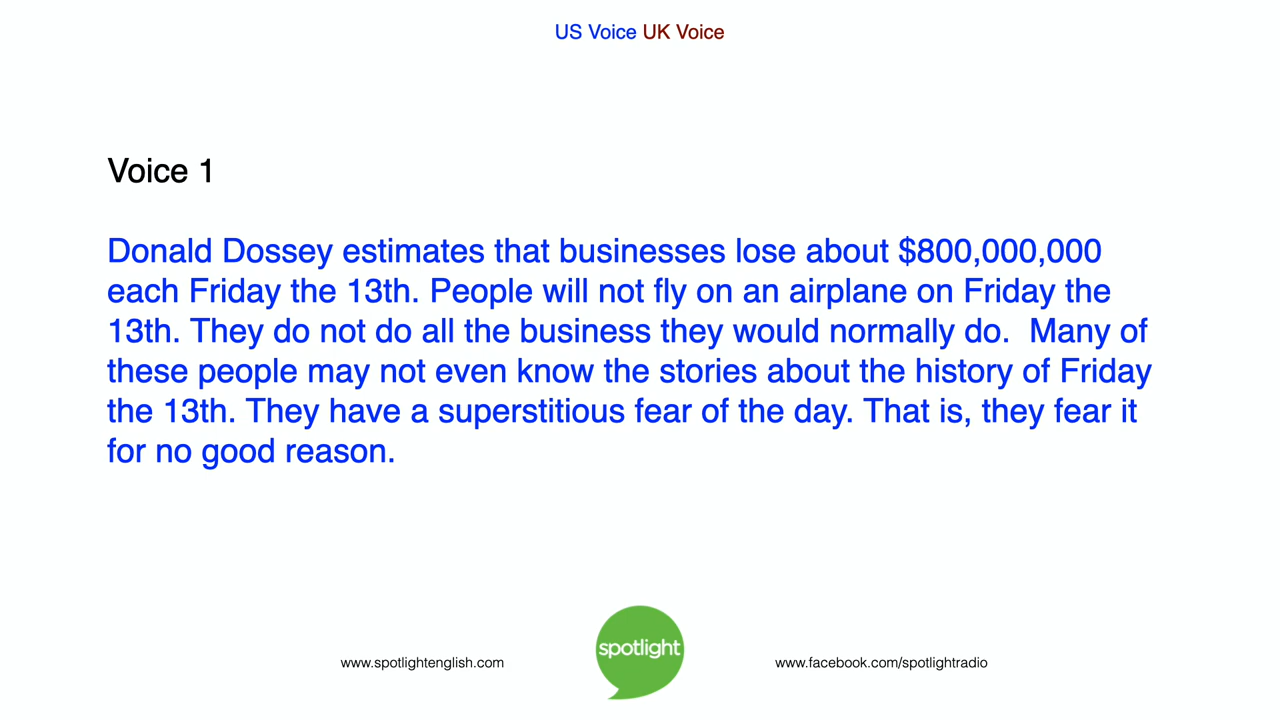 US Voice UK Voice
Voice 1
Donald Dossey estimates that businesses lose about $800,000,000
each Friday the 13th. People will not fly on an airplane on Friday the
13th. They do not do all the business they would normally do.  Many of
these people may not even know the stories about the history of Friday
the 13th. They have a superstitious fear of the day. That is, they fear it
for no good reason.
www.spotlightenglish.com
spotlight
www.facebook.com/spotlightradio